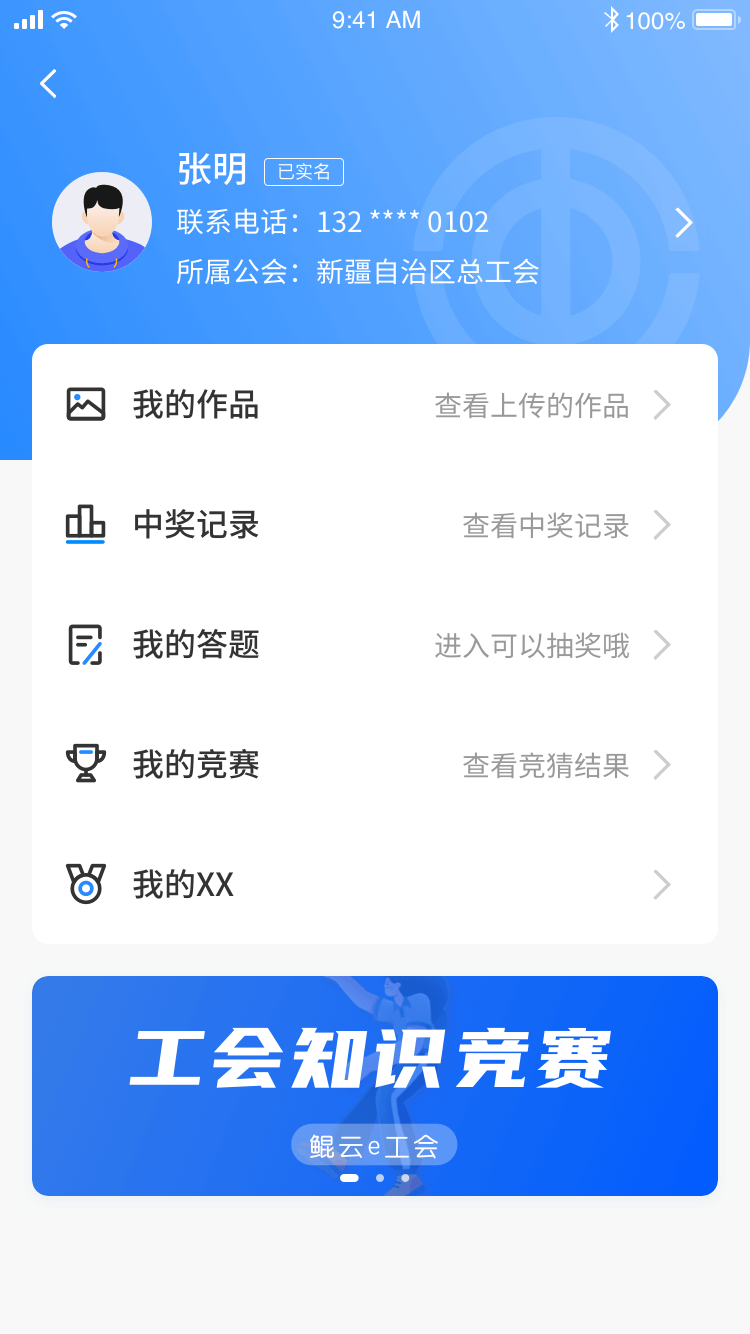 9:41 AM 100%
张明 已实名
联系电话：132 **** 0102
所属公会：新疆自治区总工会
我的作品 查看上传的作品
中奖记录 查看中奖记录
我的答题 进入可以抽奖哦
我的竞赛 查看竞猜结果
我的XX
工会知识竞赛
鲲云e工会